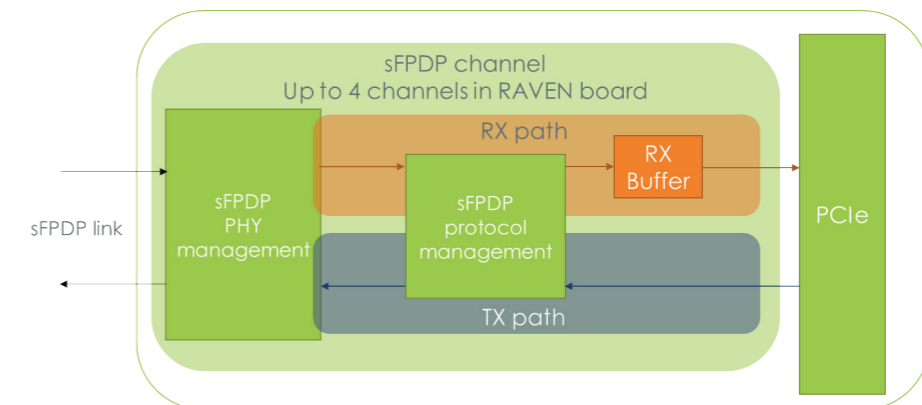 sFPDP channel
Up to 4 channels in RAVEN board
RX path
RX
Buffer
sFPDP
PHY
management
sFPDP
protocol
management
sFPDP link
PCIe
TX path